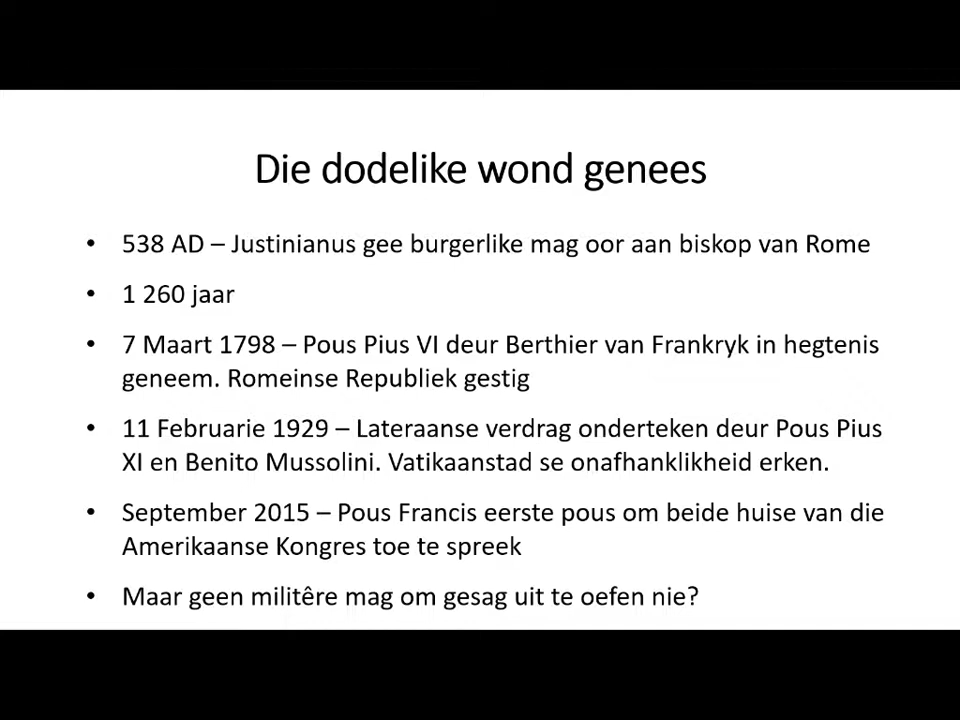 Die dodelike wond genees
• 538 AD – Justinianus gee burgerlike mag oor aan biskop van Rome
• 1 260 jaar
• 7 Maart 1798 – Pous Pius VI deur Berthier van Frankryk in hegtenis
geneem. Romeinse Republiek gestig
• 11 Februarie 1929 – Lateraanse verdrag onderteken deur Pous Pius
XI en Benito Mussolini. Vatikaanstad se onafhanklikheid erken.
• September 2015 – Pous Francis eerste pous om beide huise van die
Amerikaanse Kongres toe te spreek
• Maar geen militêre mag om gesag uit te oefen nie?